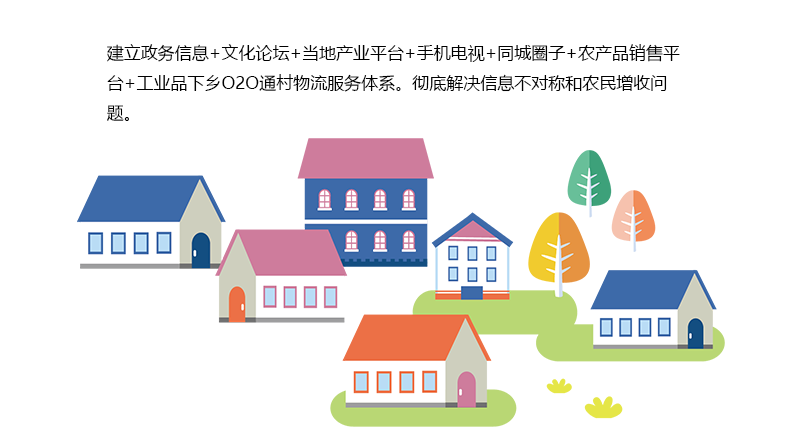 建立政务信息+文化论坛+当地产业平台+手机电视+同城圈子+农产品销售平
台+工业品下乡O2O通村物流服务体系。彻底解决信息不对称和农民增收问
题。